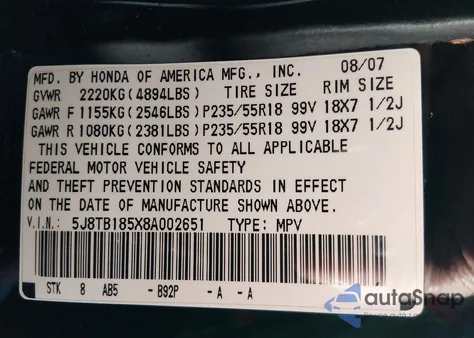 MFD. BY HONDA OF AMERICA MFG., INC. 08/07
GVWR 2220KG(4894LBS) TIRE SIZE RIM SIZE
GAWR F 1155KG(2546LBS)P235/55R18 99V 18X7 1/2J
GAWR R 1080KG(2381LBS)P235/55R18 99V 18X7 1/2J
THIS VEHICLE CONFORMS TO ALL APPLICABLE
FEDERAL MOTOR VEHICLE SAFETY
AND THEFT PREVENTION STANDARDS IN EFFECT
ON THE DATE OF MANUFACTURE SHOWN ABOVE.
V.I.N.: 5J8TB185X8A002651 TYPE: MPV
STK 8 AB5 -B92P -A -A
autoSnap